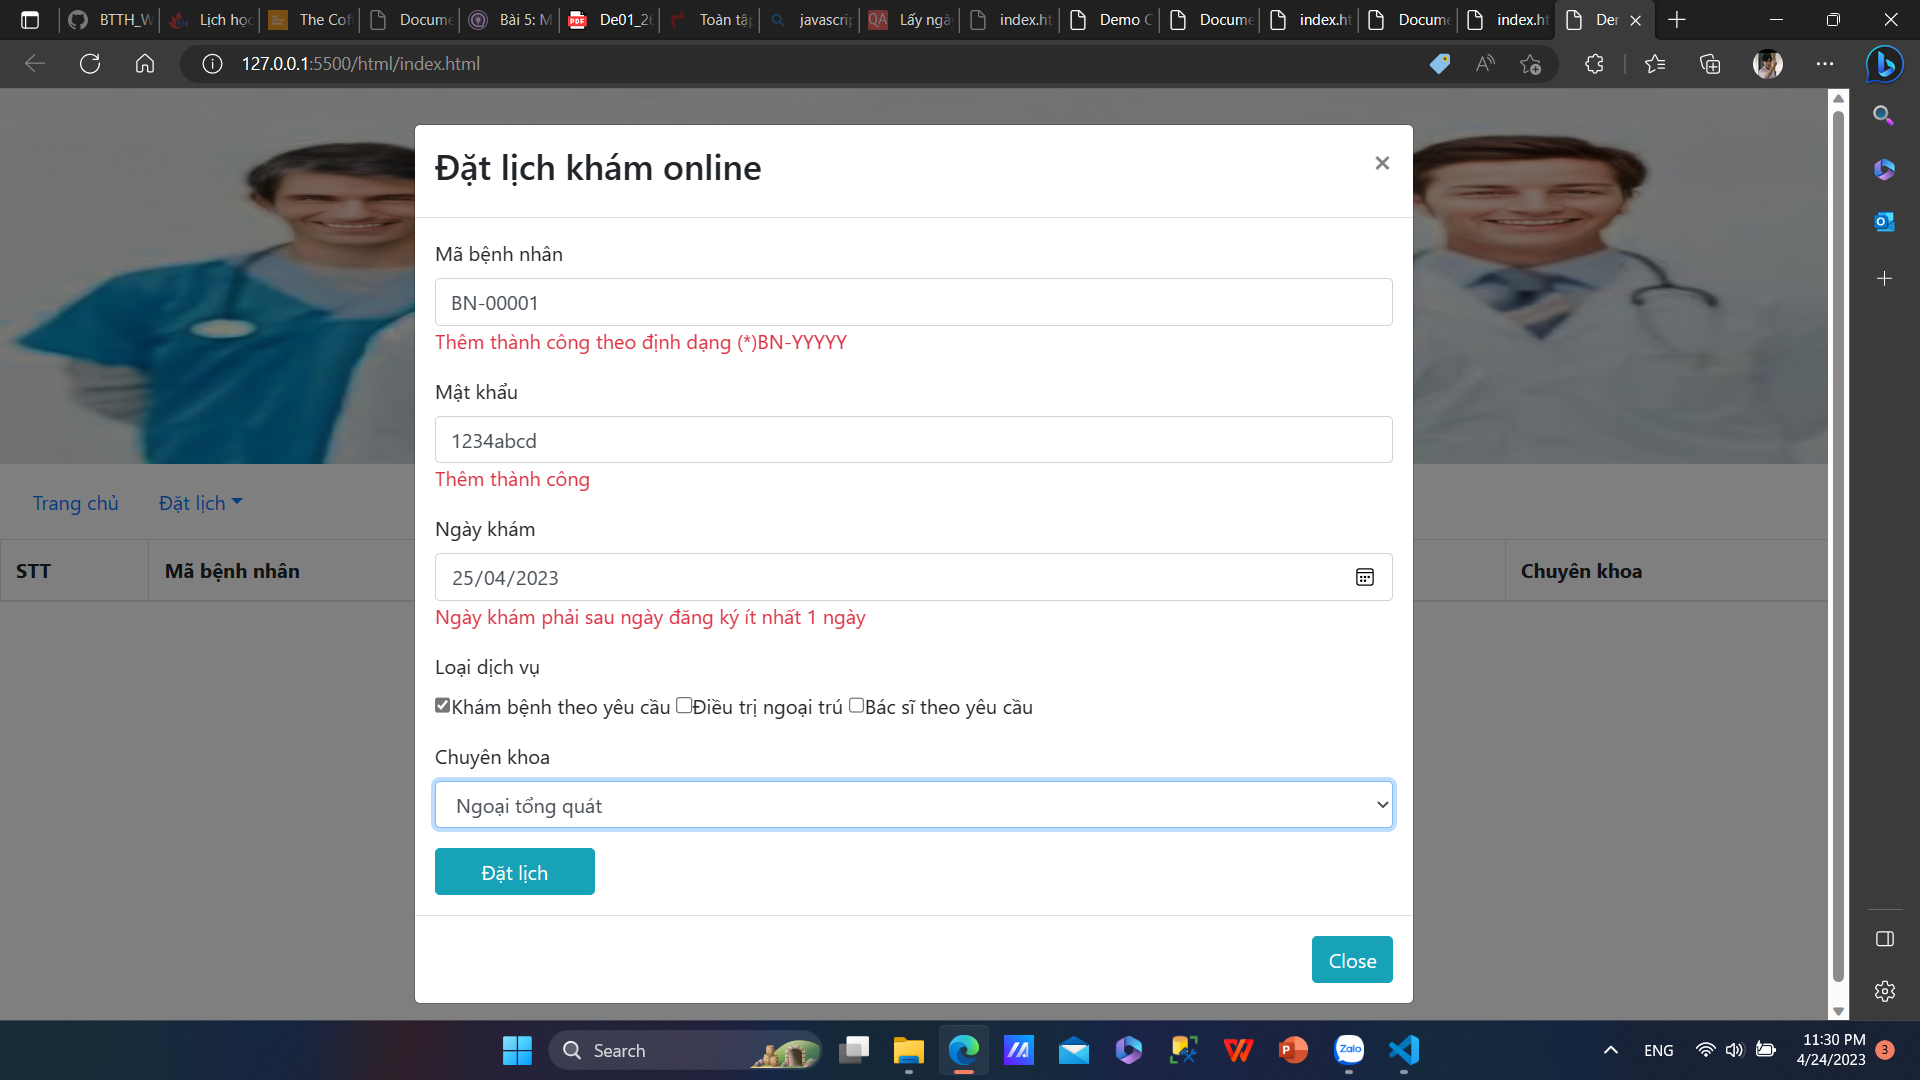 BTTH_W
Lịch học
The Cof
Docume
Bài 5: M
De01_26
Toàn tập
javascrip
Lấy ngà
index.ht
Demo C
Docume
index.ht
Docume
index.ht
Der
127.0.0.1:5500/html/index.html
Đặt lịch khám online
×
Mã bệnh nhân
BN-00001
Thêm thành công theo định dạng (*)BN-YYYYY
Mật khẩu
1234abcd
Thêm thành công
Trang chủ Đặt lịch
Ngày khám
STT Mã bệnh nhân Chuyên khoa
25/04/2023
Ngày khám phải sau ngày đăng ký ít nhất 1 ngày
Loại dịch vụ
Khám bệnh theo yêu cầu Điều trị ngoại trú Bác sĩ theo yêu cầu
Chuyên khoa
Ngoại tổng quát
Đặt lịch
Close
Search
Zalo
ENG
11:30 PM
4/24/2023
3